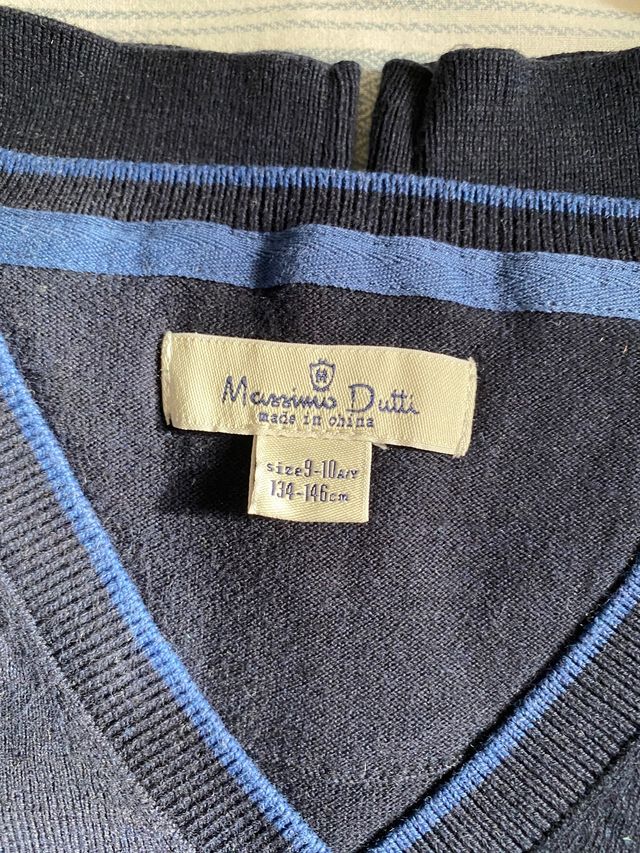 Massimo Dutti
made in china
size 9-10 A/Y
134-146cm